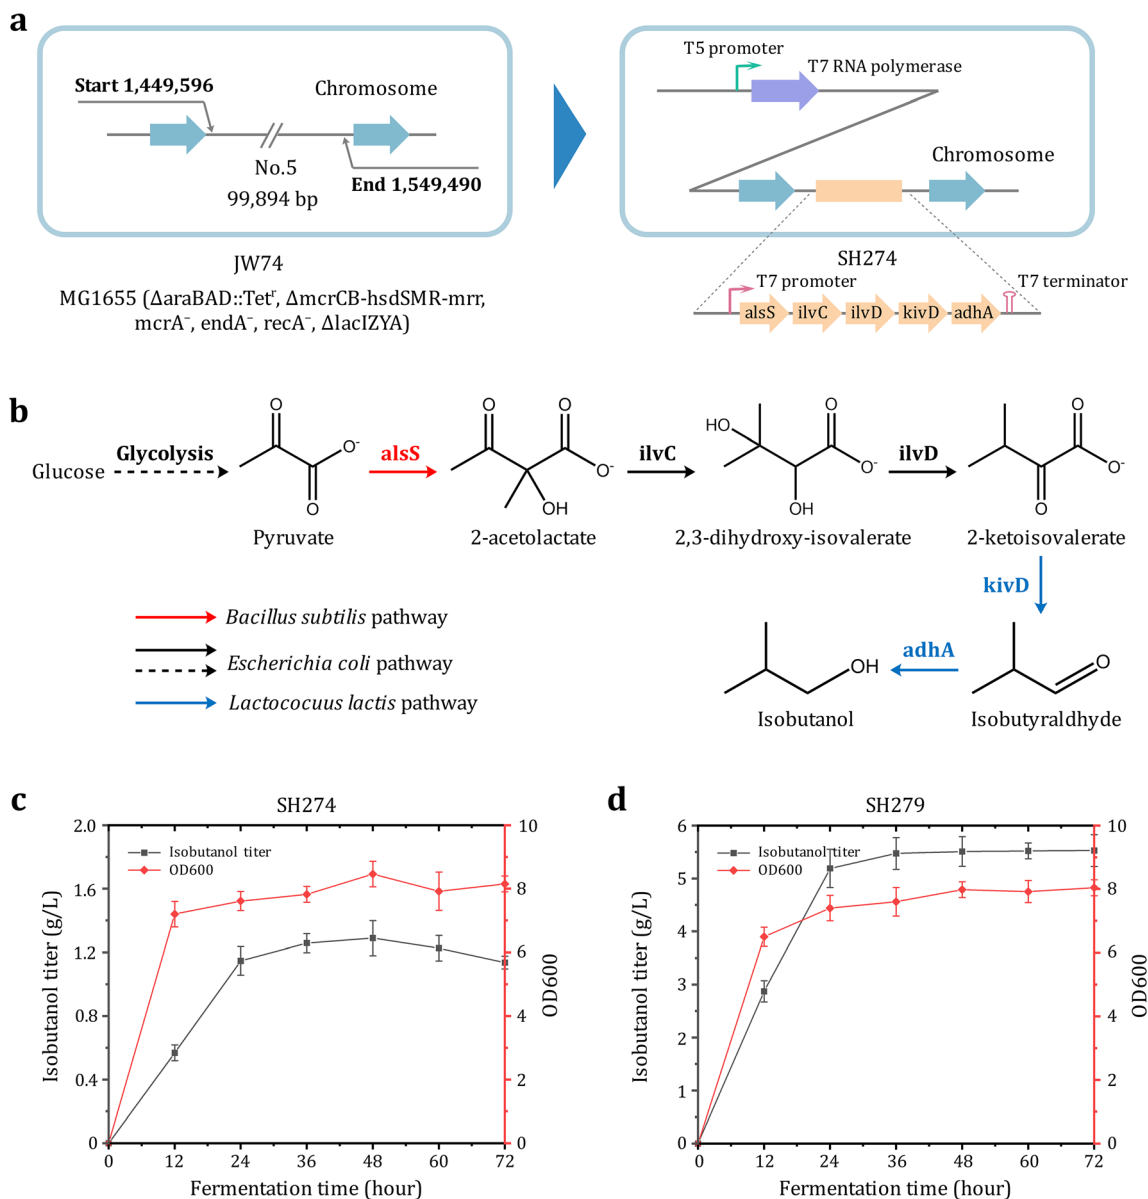 a
Start 1,449,596
Chromosome
No.5
99,894 bp
End 1,549,490
JW74
MG1655 (ΔaraBAD::Tetʳ, ΔmcrCB-hsdSMR-mrr,
mcrA⁻, endA⁻, recA⁻, ΔlacIZYA)
T5 promoter
T7 RNA polymerase
Chromosome
SH274
T7 promoter
T7 terminator
alsS ilvC ilvD kivD adhA
b
Glucose
Glycolysis
O
O⁻
O
Pyruvate
alsS
O O
O⁻
OH
2-acetolactate
ilvC
HO
O
O⁻
OH
2,3-dihydroxy-isovalerate
ilvD
O
O⁻
O
2-ketoisovalerate
kivD
O
Isobutyraldhyde
adhA
OH
Isobutanol
Bacillus subtilis pathway
Escherichia coli pathway
Lactococuus lactis pathway
c
SH274
Isobutanol titer
OD600
2.0
1.6
1.2
0.8
0.4
0
Isobutanol titer (g/L)
10
8
6
4
2
0
OD600
0 12 24 36 48 60 72
Fermentation time (hour)
d
SH279
Isobutanol titer
OD600
6
5
4
3
2
1
0
Isobutanol titer (g/L)
10
8
6
4
2
0
OD600
0 12 24 36 48 60 72
Fermentation time (hour)